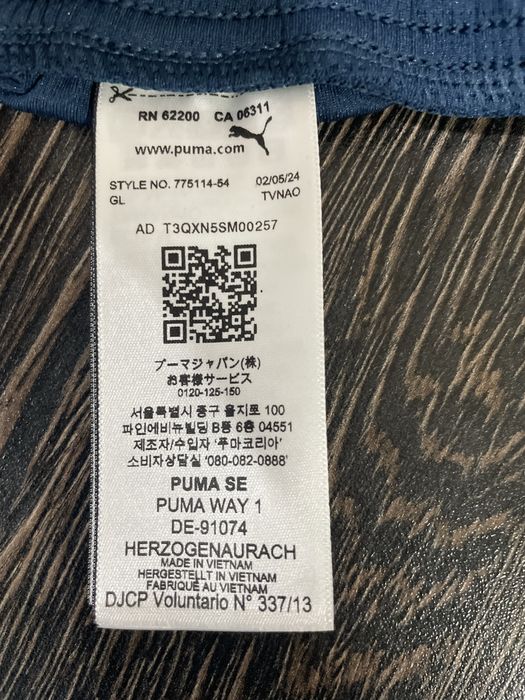 RN 62200 CA 06311
www.puma.com
STYLE NO. 775114-54 02/05/24
GL TVNAO
AD T3QXN5SM00257
プーマジャパン(株)
お客様サービス
0120-125-150
서울특별시 중구 을지로 100
파인에비뉴빌딩 B동 6층 04551
제조자/수입자 '푸마코리아'
소비자상담실 '080-082-0888'
PUMA SE
PUMA WAY 1
DE-91074
HERZOGENAURACH
MADE IN VIETNAM
HERGESTELLT IN VIETNAM
FABRIQUÉ AU VIETNAM
DJCP Voluntario N° 337/13